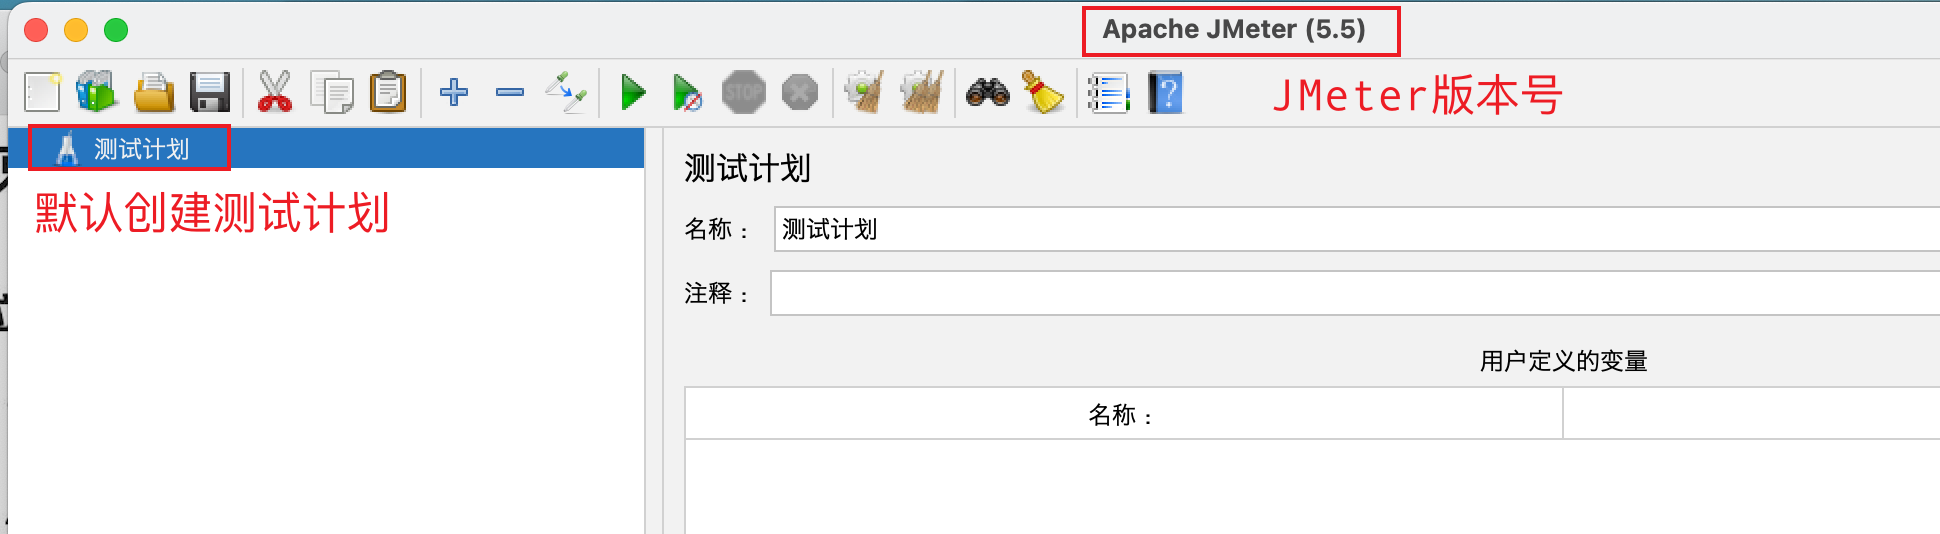 Apache JMeter (5.5)
STOP
?
JMeter版本号
测试计划
默认创建测试计划
测试计划
名称：
测试计划
注释：
用户定义的变量
名称：